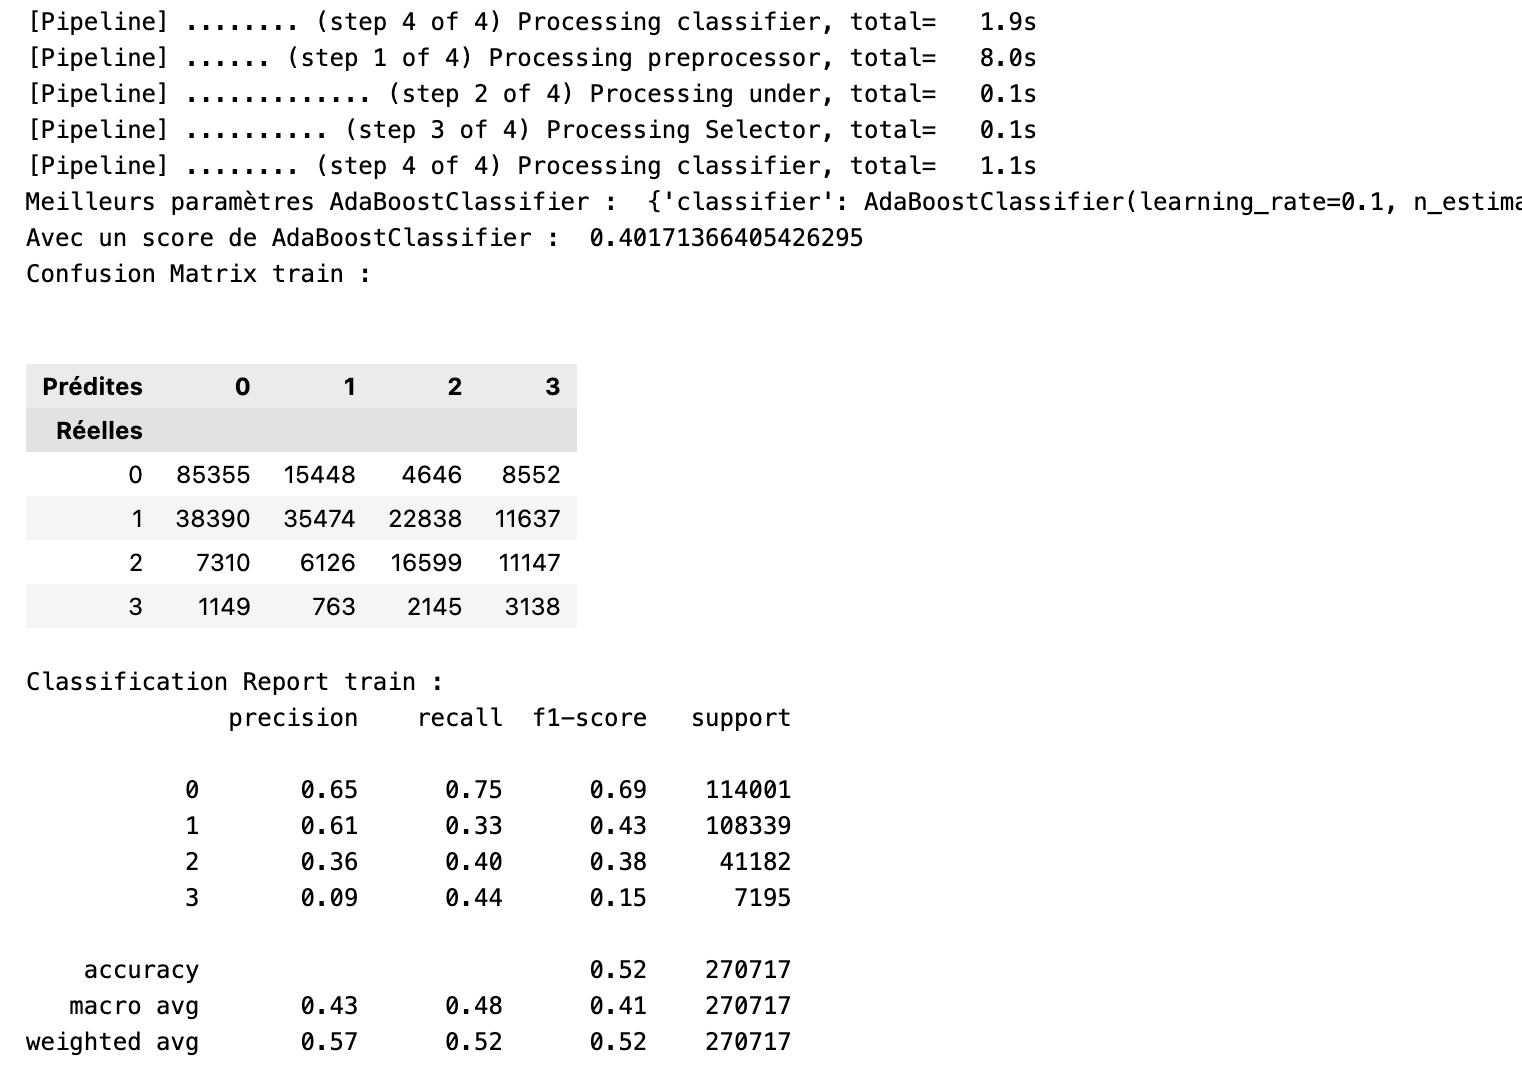 [Pipeline] ........ (step 4 of 4) Processing classifier, total=   1.9s
[Pipeline] ...... (step 1 of 4) Processing preprocessor, total=   8.0s
[Pipeline] ............. (step 2 of 4) Processing under, total=   0.1s
[Pipeline] .......... (step 3 of 4) Processing Selector, total=   0.1s
[Pipeline] ........ (step 4 of 4) Processing classifier, total=   1.1s
Meilleurs paramètres AdaBoostClassifier :  {'classifier': AdaBoostClassifier(learning_rate=0.1, n_estima
Avec un score de AdaBoostClassifier :  0.40171366405426295
Confusion Matrix train :
Prédites 0 1 2 3
Réelles
0 85355 15448 4646 8552
1 38390 35474 22838 11637
2 7310 6126 16599 11147
3 1149 763 2145 3138
Classification Report train :
precision recall f1-score support
0 0.65 0.75 0.69 114001
1 0.61 0.33 0.43 108339
2 0.36 0.40 0.38 41182
3 0.09 0.44 0.15 7195
accuracy 0.52 270717
macro avg 0.43 0.48 0.41 270717
weighted avg 0.57 0.52 0.52 270717